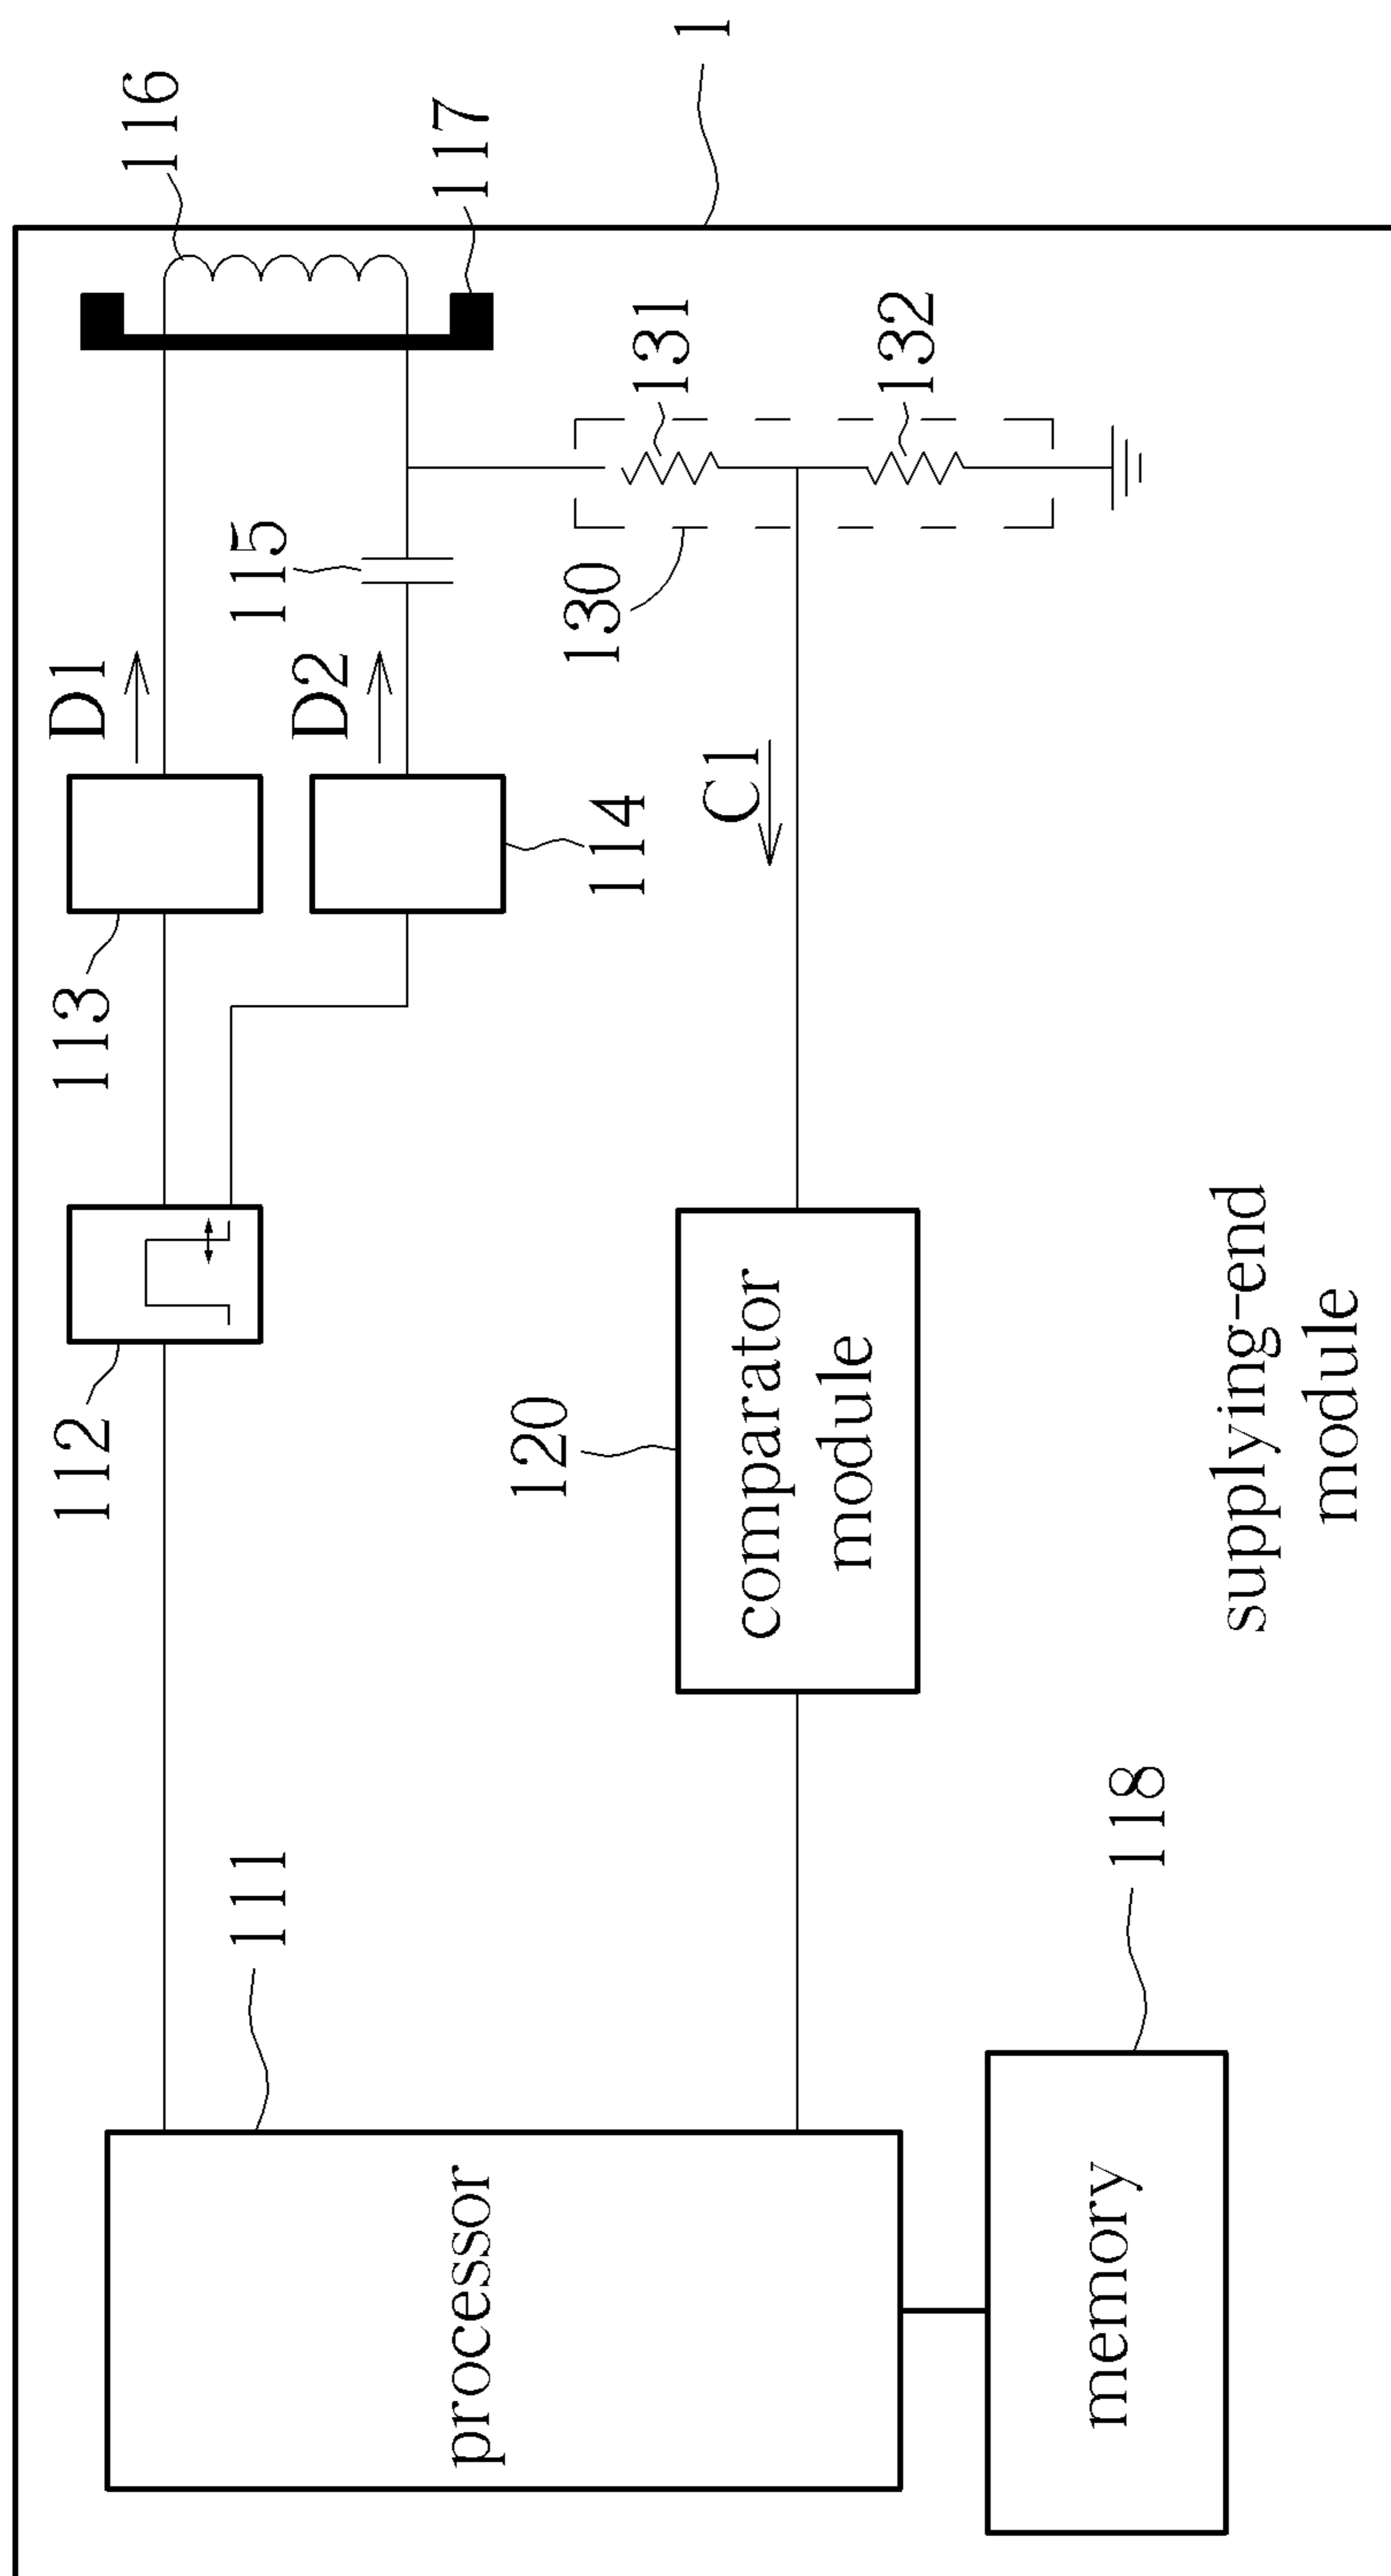 1
116
117
D1
D2
115
131
132
130
113
114
C1
112
120
comparator
module
supplying-end
module
111
118
processor
memory